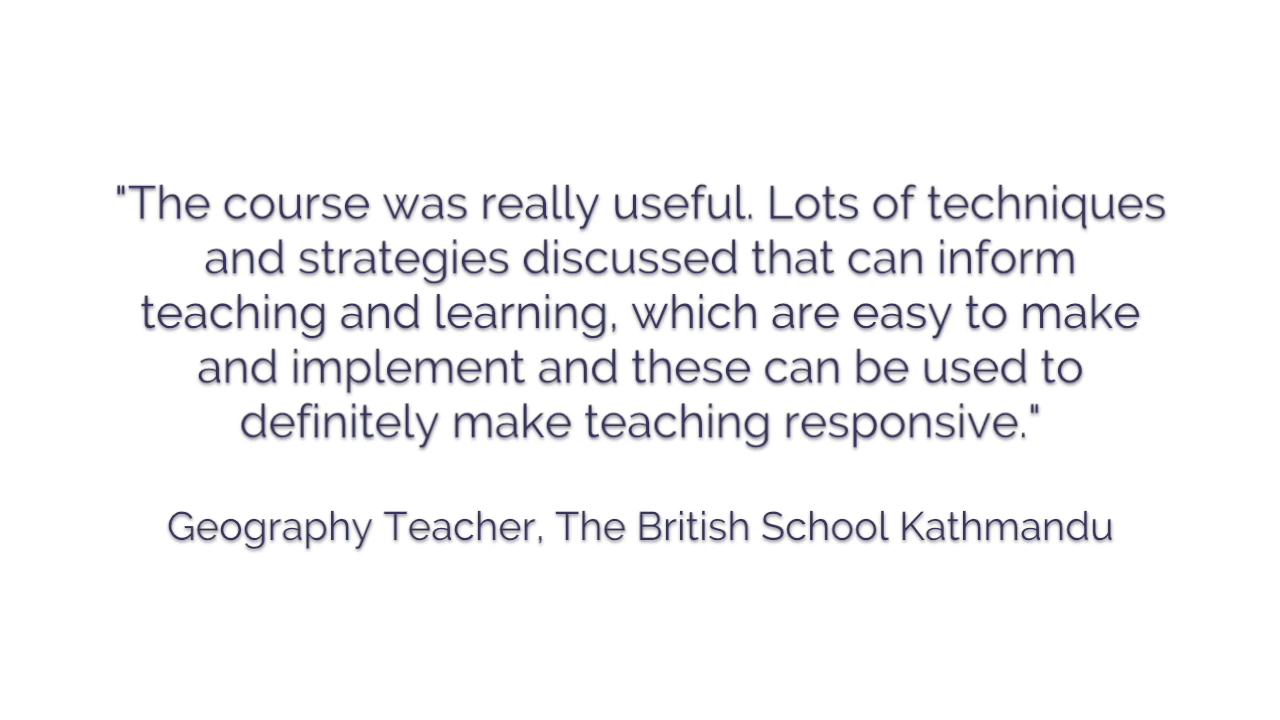 "The course was really useful. Lots of techniques
and strategies discussed that can inform
teaching and learning, which are easy to make
and implement and these can be used to
definitely make teaching responsive."
Geography Teacher, The British School Kathmandu